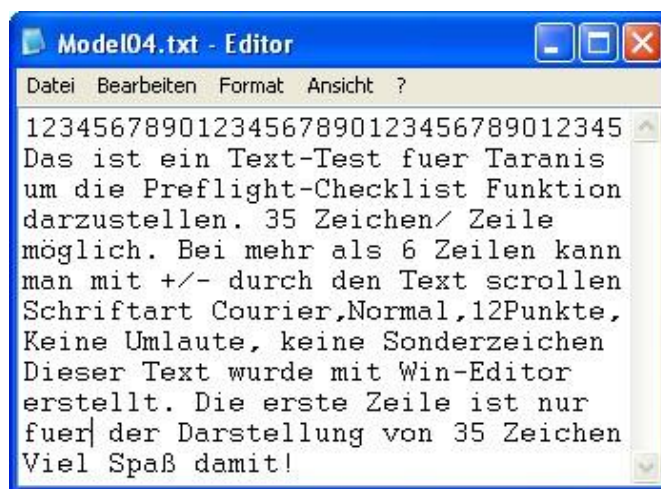 Model04.txt - Editor
Datei Bearbeiten Format Ansicht ?
12345678901234567890123456789012345
Das ist ein Text-Test fuer Taranis
um die Preflight-Checklist Funktion
darzustellen. 35 Zeichen/ Zeile
möglich. Bei mehr als 6 Zeilen kann
man mit +/- durch den Text scrollen
Schriftart Courier,Normal,12Punkte,
Keine Umlaute, keine Sonderzeichen
Dieser Text wurde mit Win-Editor
erstellt. Die erste Zeile ist nur
fuer der Darstellung von 35 Zeichen
Viel Spaß damit!